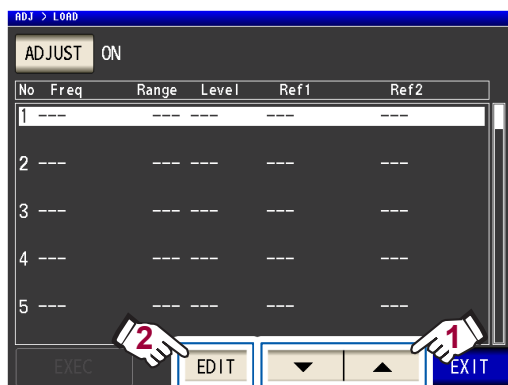 ADJ > LOAD
ADJUST ON
No Freq Range Level Ref1 Ref2
1 --- --- --- --- ---
2 --- --- --- --- ---
3 --- --- --- --- ---
4 --- --- --- --- ---
5 --- --- --- --- ---
2 1
EXEC EDIT ▼ ▲ EXIT